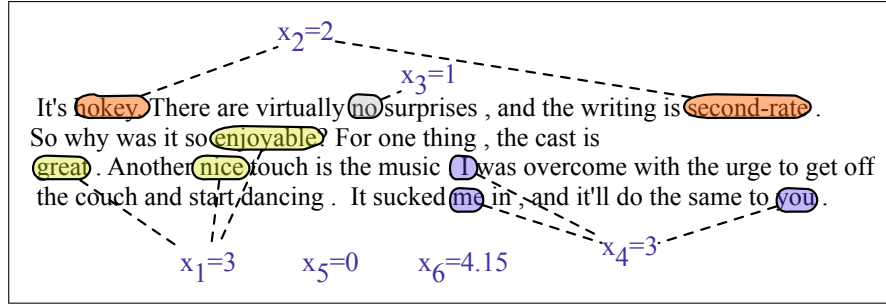 x2=2
x3=1
It's hokey. There are virtually no surprises , and the writing is second-rate .
So why was it so enjoyable? For one thing , the cast is
great . Another nice touch is the music I was overcome with the urge to get off
the couch and start dancing . It sucked me in , and it'll do the same to you .
x1=3 x5=0 x6=4.15 x4=3